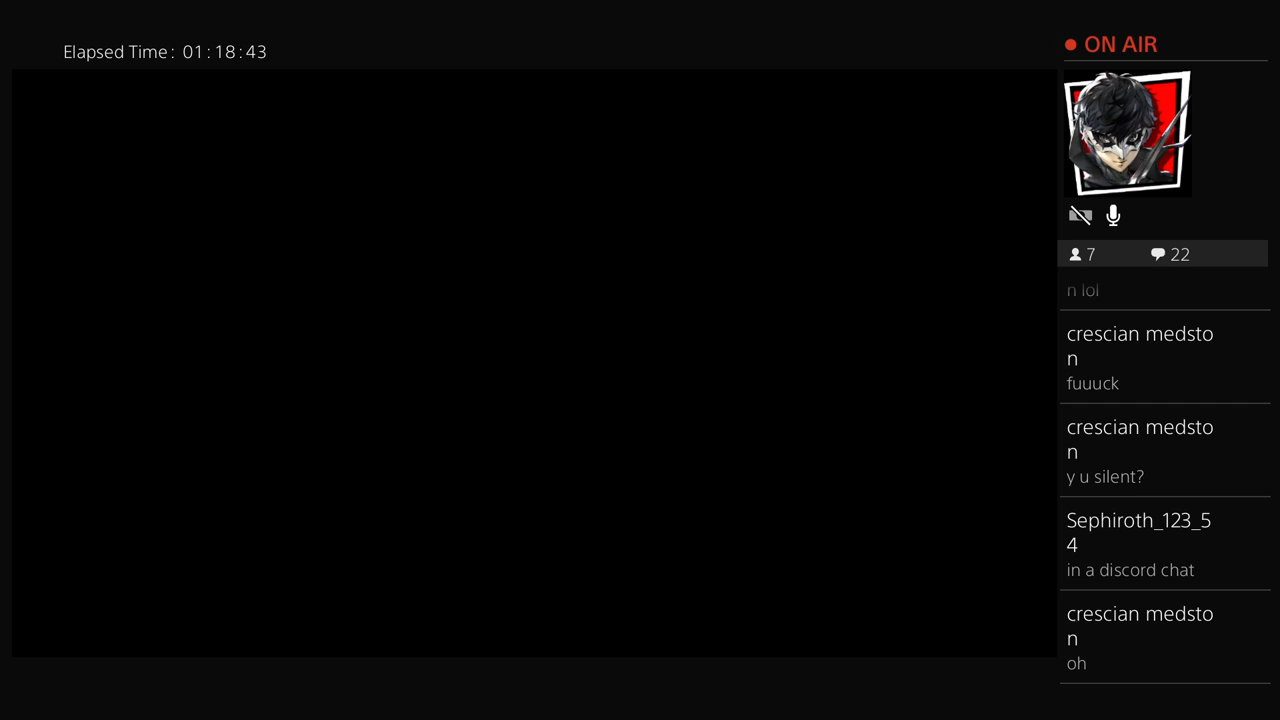 Elapsed Time: 01:18:43
ON AIR
7 22
n lol
crescian medsto
n
fuuuck
crescian medsto
n
y u silent?
Sephiroth_123_5
4
in a discord chat
crescian medsto
n
oh